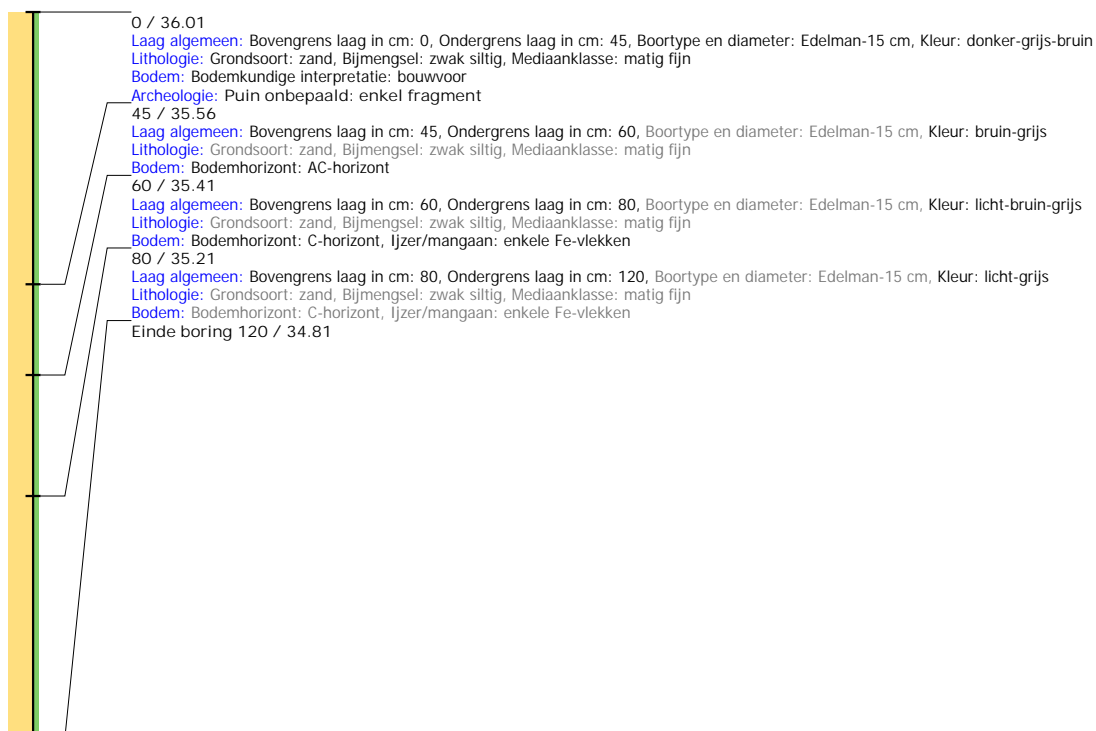 0 / 36.01
Laag algemeen: Bovengrens laag in cm: 0, Ondergrens laag in cm: 45, Boortype en diameter: Edelman-15 cm, Kleur: donker-grijs-bruin
Lithologie: Grondsoort: zand, Bijmengsel: zwak siltig, Mediaanklasse: matig fijn
Bodem: Bodemkundige interpretatie: bouwvoor
Archeologie: Puin onbepaald: enkel fragment
45 / 35.56
Laag algemeen: Bovengrens laag in cm: 45, Ondergrens laag in cm: 60, Boortype en diameter: Edelman-15 cm, Kleur: bruin-grijs
Lithologie: Grondsoort: zand, Bijmengsel: zwak siltig, Mediaanklasse: matig fijn
Bodem: Bodemhorizont: AC-horizont
60 / 35.41
Laag algemeen: Bovengrens laag in cm: 60, Ondergrens laag in cm: 80, Boortype en diameter: Edelman-15 cm, Kleur: licht-bruin-grijs
Lithologie: Grondsoort: zand, Bijmengsel: zwak siltig, Mediaanklasse: matig fijn
Bodem: Bodemhorizont: C-horizont, Ijzer/mangaan: enkele Fe-vlekken
80 / 35.21
Laag algemeen: Bovengrens laag in cm: 80, Ondergrens laag in cm: 120, Boortype en diameter: Edelman-15 cm, Kleur: licht-grijs
Lithologie: Grondsoort: zand, Bijmengsel: zwak siltig, Mediaanklasse: matig fijn
Bodem: Bodemhorizont: C-horizont, Ijzer/mangaan: enkele Fe-vlekken
Einde boring 120 / 34.81